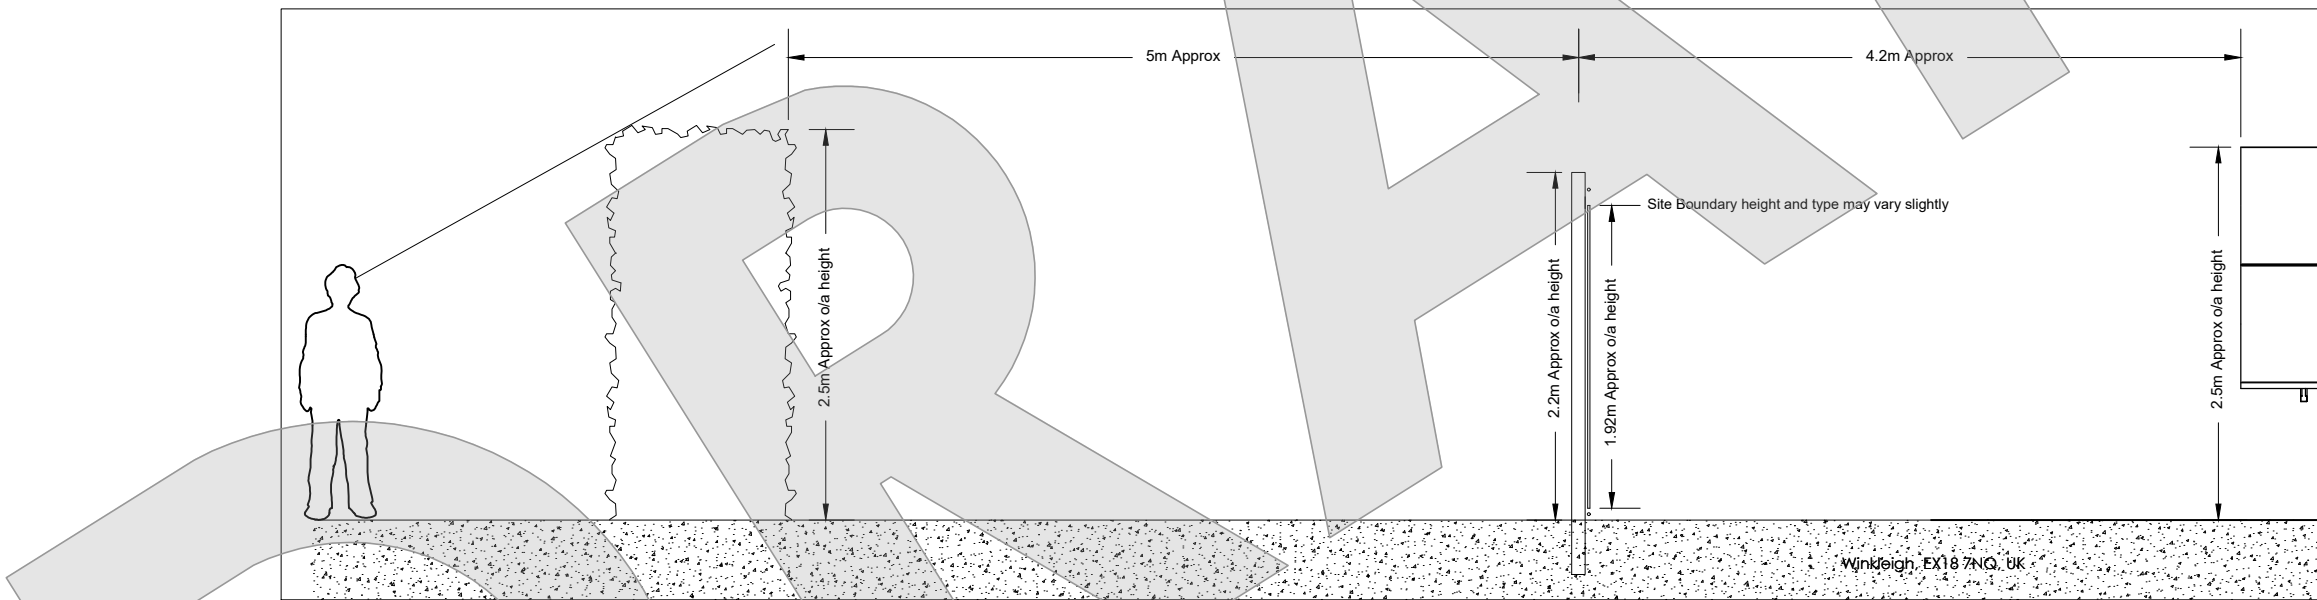 5m Approx
4.2m Approx
Site Boundary height and type may vary slightly
2.5m Approx o/a height
2.2m Approx o/a height
1.92m Approx o/a height
2.5m Approx o/a height
Winkleigh, EX18 7NQ, UK